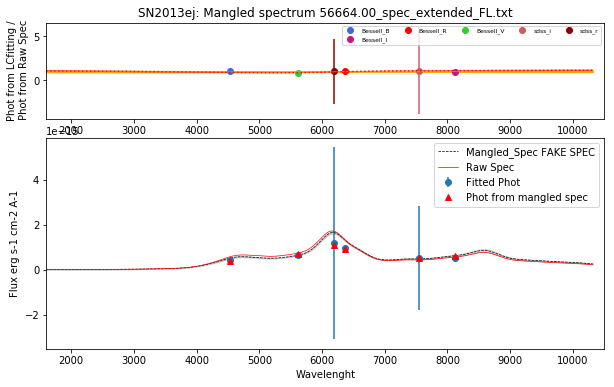 SN2013ej: Mangled spectrum 56664.00_spec_extended_FL.txt
Phot from LCfitting /
Phot from Raw Spec
5
0
Bessell_B
Bessell_R
Bessell_V
sdss_i
sdss_r
Bessell_I
2000 3000 4000 5000 6000 7000 8000 9000 10000
Flux erg s-1 cm-2 A-1
4
2
0
−2
Mangled_Spec FAKE SPEC
Raw Spec
Fitted Phot
Phot from mangled spec
2000 3000 4000 5000 6000 7000 8000 9000 10000
Wavelenght